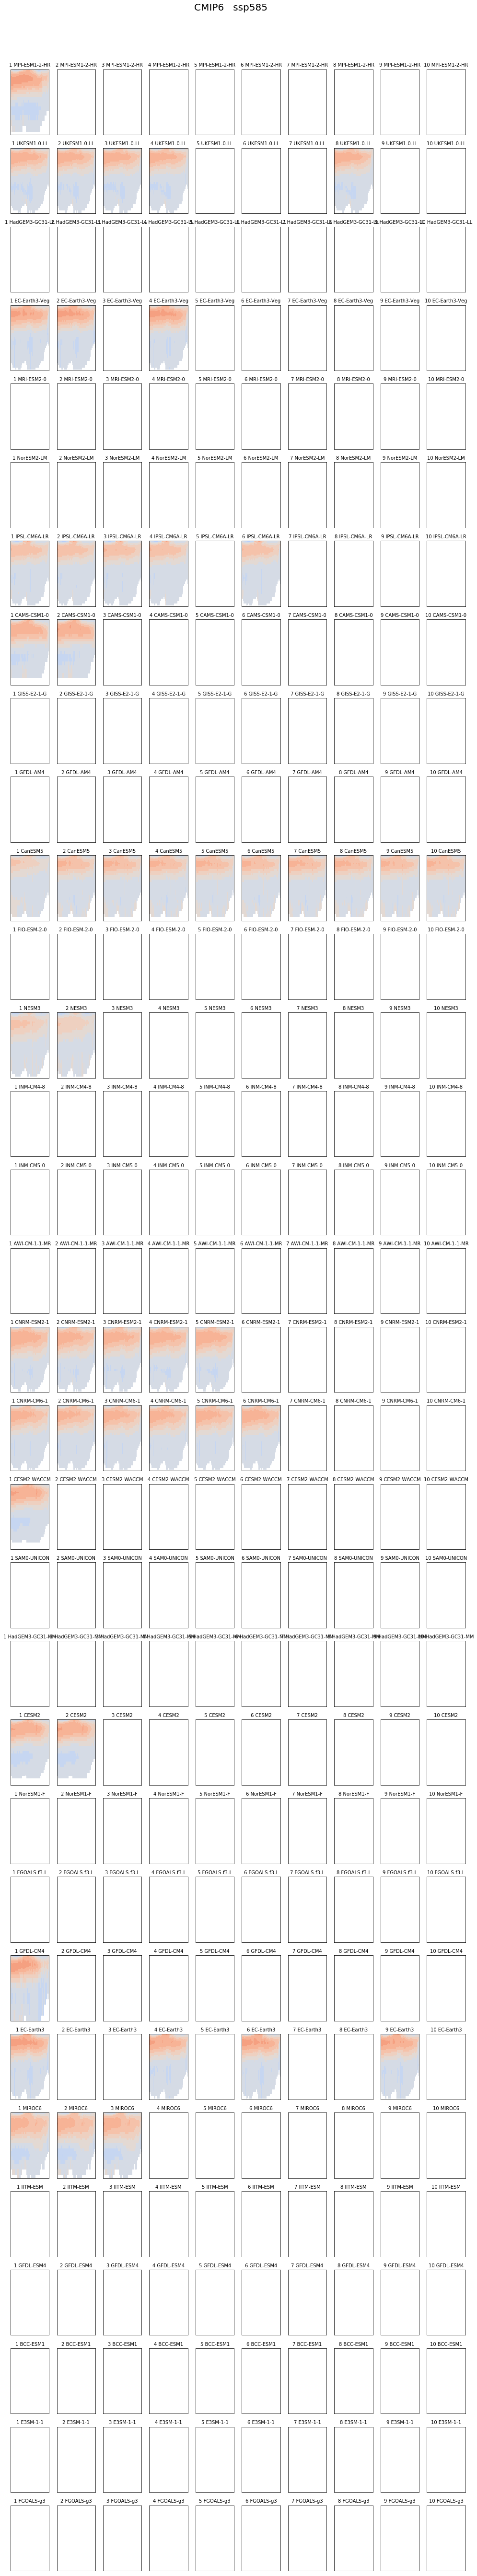 CMIP6   ssp585
1 MPI-ESM1-2-HR 2 MPI-ESM1-2-HR 3 MPI-ESM1-2-HR 4 MPI-ESM1-2-HR 5 MPI-ESM1-2-HR 6 MPI-ESM1-2-HR 7 MPI-ESM1-2-HR 8 MPI-ESM1-2-HR 9 MPI-ESM1-2-HR 10 MPI-ESM1-2-HR
1 UKESM1-0-LL 2 UKESM1-0-LL 3 UKESM1-0-LL 4 UKESM1-0-LL 5 UKESM1-0-LL 6 UKESM1-0-LL 7 UKESM1-0-LL 8 UKESM1-0-LL 9 UKESM1-0-LL 10 UKESM1-0-LL
1 HadGEM3-GC31-LL 2 HadGEM3-GC31-LL 3 HadGEM3-GC31-LL 4 HadGEM3-GC31-LL 5 HadGEM3-GC31-LL 6 HadGEM3-GC31-LL 7 HadGEM3-GC31-LL 8 HadGEM3-GC31-LL 9 HadGEM3-GC31-LL 10 HadGEM3-GC31-LL
1 EC-Earth3-Veg 2 EC-Earth3-Veg 3 EC-Earth3-Veg 4 EC-Earth3-Veg 5 EC-Earth3-Veg 6 EC-Earth3-Veg 7 EC-Earth3-Veg 8 EC-Earth3-Veg 9 EC-Earth3-Veg 10 EC-Earth3-Veg
1 MRI-ESM2-0 2 MRI-ESM2-0 3 MRI-ESM2-0 4 MRI-ESM2-0 5 MRI-ESM2-0 6 MRI-ESM2-0 7 MRI-ESM2-0 8 MRI-ESM2-0 9 MRI-ESM2-0 10 MRI-ESM2-0
1 NorESM2-LM 2 NorESM2-LM 3 NorESM2-LM 4 NorESM2-LM 5 NorESM2-LM 6 NorESM2-LM 7 NorESM2-LM 8 NorESM2-LM 9 NorESM2-LM 10 NorESM2-LM
1 IPSL-CM6A-LR 2 IPSL-CM6A-LR 3 IPSL-CM6A-LR 4 IPSL-CM6A-LR 5 IPSL-CM6A-LR 6 IPSL-CM6A-LR 7 IPSL-CM6A-LR 8 IPSL-CM6A-LR 9 IPSL-CM6A-LR 10 IPSL-CM6A-LR
1 CAMS-CSM1-0 2 CAMS-CSM1-0 3 CAMS-CSM1-0 4 CAMS-CSM1-0 5 CAMS-CSM1-0 6 CAMS-CSM1-0 7 CAMS-CSM1-0 8 CAMS-CSM1-0 9 CAMS-CSM1-0 10 CAMS-CSM1-0
1 GISS-E2-1-G 2 GISS-E2-1-G 3 GISS-E2-1-G 4 GISS-E2-1-G 5 GISS-E2-1-G 6 GISS-E2-1-G 7 GISS-E2-1-G 8 GISS-E2-1-G 9 GISS-E2-1-G 10 GISS-E2-1-G
1 GFDL-AM4 2 GFDL-AM4 3 GFDL-AM4 4 GFDL-AM4 5 GFDL-AM4 6 GFDL-AM4 7 GFDL-AM4 8 GFDL-AM4 9 GFDL-AM4 10 GFDL-AM4
1 CanESM5 2 CanESM5 3 CanESM5 4 CanESM5 5 CanESM5 6 CanESM5 7 CanESM5 8 CanESM5 9 CanESM5 10 CanESM5
1 FIO-ESM-2-0 2 FIO-ESM-2-0 3 FIO-ESM-2-0 4 FIO-ESM-2-0 5 FIO-ESM-2-0 6 FIO-ESM-2-0 7 FIO-ESM-2-0 8 FIO-ESM-2-0 9 FIO-ESM-2-0 10 FIO-ESM-2-0
1 NESM3 2 NESM3 3 NESM3 4 NESM3 5 NESM3 6 NESM3 7 NESM3 8 NESM3 9 NESM3 10 NESM3
1 INM-CM4-8 2 INM-CM4-8 3 INM-CM4-8 4 INM-CM4-8 5 INM-CM4-8 6 INM-CM4-8 7 INM-CM4-8 8 INM-CM4-8 9 INM-CM4-8 10 INM-CM4-8
1 INM-CM5-0 2 INM-CM5-0 3 INM-CM5-0 4 INM-CM5-0 5 INM-CM5-0 6 INM-CM5-0 7 INM-CM5-0 8 INM-CM5-0 9 INM-CM5-0 10 INM-CM5-0
1 AWI-CM-1-1-MR 2 AWI-CM-1-1-MR 3 AWI-CM-1-1-MR 4 AWI-CM-1-1-MR 5 AWI-CM-1-1-MR 6 AWI-CM-1-1-MR 7 AWI-CM-1-1-MR 8 AWI-CM-1-1-MR 9 AWI-CM-1-1-MR 10 AWI-CM-1-1-MR
1 CNRM-ESM2-1 2 CNRM-ESM2-1 3 CNRM-ESM2-1 4 CNRM-ESM2-1 5 CNRM-ESM2-1 6 CNRM-ESM2-1 7 CNRM-ESM2-1 8 CNRM-ESM2-1 9 CNRM-ESM2-1 10 CNRM-ESM2-1
1 CNRM-CM6-1 2 CNRM-CM6-1 3 CNRM-CM6-1 4 CNRM-CM6-1 5 CNRM-CM6-1 6 CNRM-CM6-1 7 CNRM-CM6-1 8 CNRM-CM6-1 9 CNRM-CM6-1 10 CNRM-CM6-1
1 CESM2-WACCM 2 CESM2-WACCM 3 CESM2-WACCM 4 CESM2-WACCM 5 CESM2-WACCM 6 CESM2-WACCM 7 CESM2-WACCM 8 CESM2-WACCM 9 CESM2-WACCM 10 CESM2-WACCM
1 SAM0-UNICON 2 SAM0-UNICON 3 SAM0-UNICON 4 SAM0-UNICON 5 SAM0-UNICON 6 SAM0-UNICON 7 SAM0-UNICON 8 SAM0-UNICON 9 SAM0-UNICON 10 SAM0-UNICON
1 HadGEM3-GC31-MM 2 HadGEM3-GC31-MM 3 HadGEM3-GC31-MM 4 HadGEM3-GC31-MM 5 HadGEM3-GC31-MM 6 HadGEM3-GC31-MM 7 HadGEM3-GC31-MM 8 HadGEM3-GC31-MM 9 HadGEM3-GC31-MM 10 HadGEM3-GC31-MM
1 CESM2 2 CESM2 3 CESM2 4 CESM2 5 CESM2 6 CESM2 7 CESM2 8 CESM2 9 CESM2 10 CESM2
1 NorESM1-F 2 NorESM1-F 3 NorESM1-F 4 NorESM1-F 5 NorESM1-F 6 NorESM1-F 7 NorESM1-F 8 NorESM1-F 9 NorESM1-F 10 NorESM1-F
1 FGOALS-f3-L 2 FGOALS-f3-L 3 FGOALS-f3-L 4 FGOALS-f3-L 5 FGOALS-f3-L 6 FGOALS-f3-L 7 FGOALS-f3-L 8 FGOALS-f3-L 9 FGOALS-f3-L 10 FGOALS-f3-L
1 GFDL-CM4 2 GFDL-CM4 3 GFDL-CM4 4 GFDL-CM4 5 GFDL-CM4 6 GFDL-CM4 7 GFDL-CM4 8 GFDL-CM4 9 GFDL-CM4 10 GFDL-CM4
1 EC-Earth3 2 EC-Earth3 3 EC-Earth3 4 EC-Earth3 5 EC-Earth3 6 EC-Earth3 7 EC-Earth3 8 EC-Earth3 9 EC-Earth3 10 EC-Earth3
1 MIROC6 2 MIROC6 3 MIROC6 4 MIROC6 5 MIROC6 6 MIROC6 7 MIROC6 8 MIROC6 9 MIROC6 10 MIROC6
1 IITM-ESM 2 IITM-ESM 3 IITM-ESM 4 IITM-ESM 5 IITM-ESM 6 IITM-ESM 7 IITM-ESM 8 IITM-ESM 9 IITM-ESM 10 IITM-ESM
1 GFDL-ESM4 2 GFDL-ESM4 3 GFDL-ESM4 4 GFDL-ESM4 5 GFDL-ESM4 6 GFDL-ESM4 7 GFDL-ESM4 8 GFDL-ESM4 9 GFDL-ESM4 10 GFDL-ESM4
1 BCC-ESM1 2 BCC-ESM1 3 BCC-ESM1 4 BCC-ESM1 5 BCC-ESM1 6 BCC-ESM1 7 BCC-ESM1 8 BCC-ESM1 9 BCC-ESM1 10 BCC-ESM1
1 E3SM-1-1 2 E3SM-1-1 3 E3SM-1-1 4 E3SM-1-1 5 E3SM-1-1 6 E3SM-1-1 7 E3SM-1-1 8 E3SM-1-1 9 E3SM-1-1 10 E3SM-1-1
1 FGOALS-g3 2 FGOALS-g3 3 FGOALS-g3 4 FGOALS-g3 5 FGOALS-g3 6 FGOALS-g3 7 FGOALS-g3 8 FGOALS-g3 9 FGOALS-g3 10 FGOALS-g3